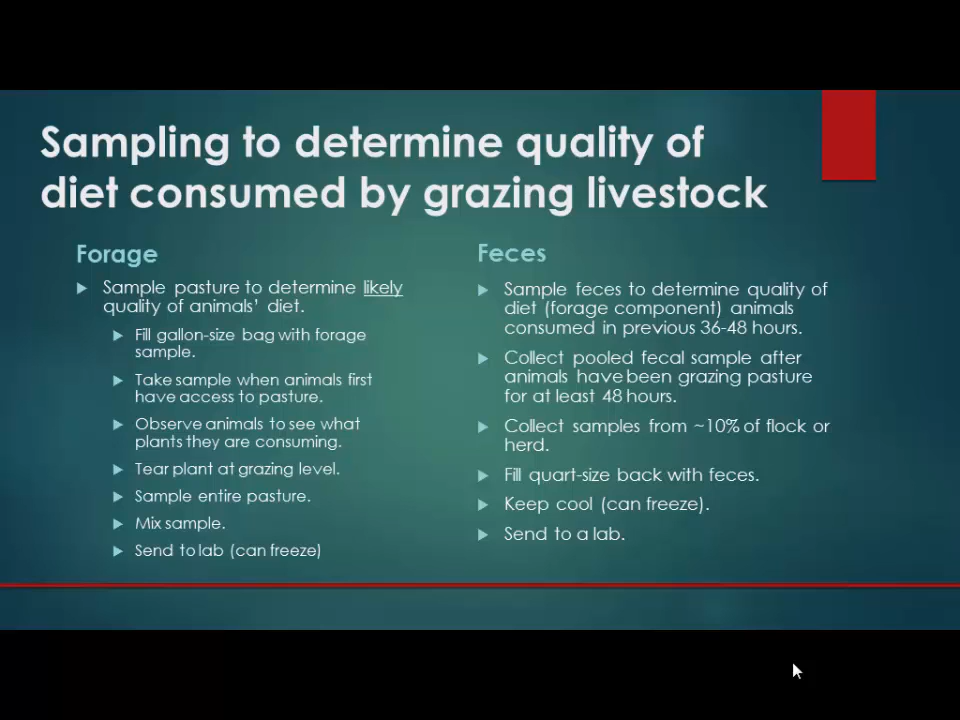 Sampling to determine quality of
diet consumed by grazing livestock
Forage
Sample pasture to determine likely
quality of animals' diet.
Fill gallon-size bag with forage
sample.
Take sample when animals first
have access to pasture.
Observe animals to see what
plants they are consuming.
Tear plant at grazing level.
Sample entire pasture.
Mix sample.
Send to lab (can freeze)
Feces
Sample feces to determine quality of
diet (forage component) animals
consumed in previous 36-48 hours.
Collect pooled fecal sample after
animals have been grazing pasture
for at least 48 hours.
Collect samples from ~10% of flock or
herd.
Fill quart-size back with feces.
Keep cool (can freeze).
Send to a lab.